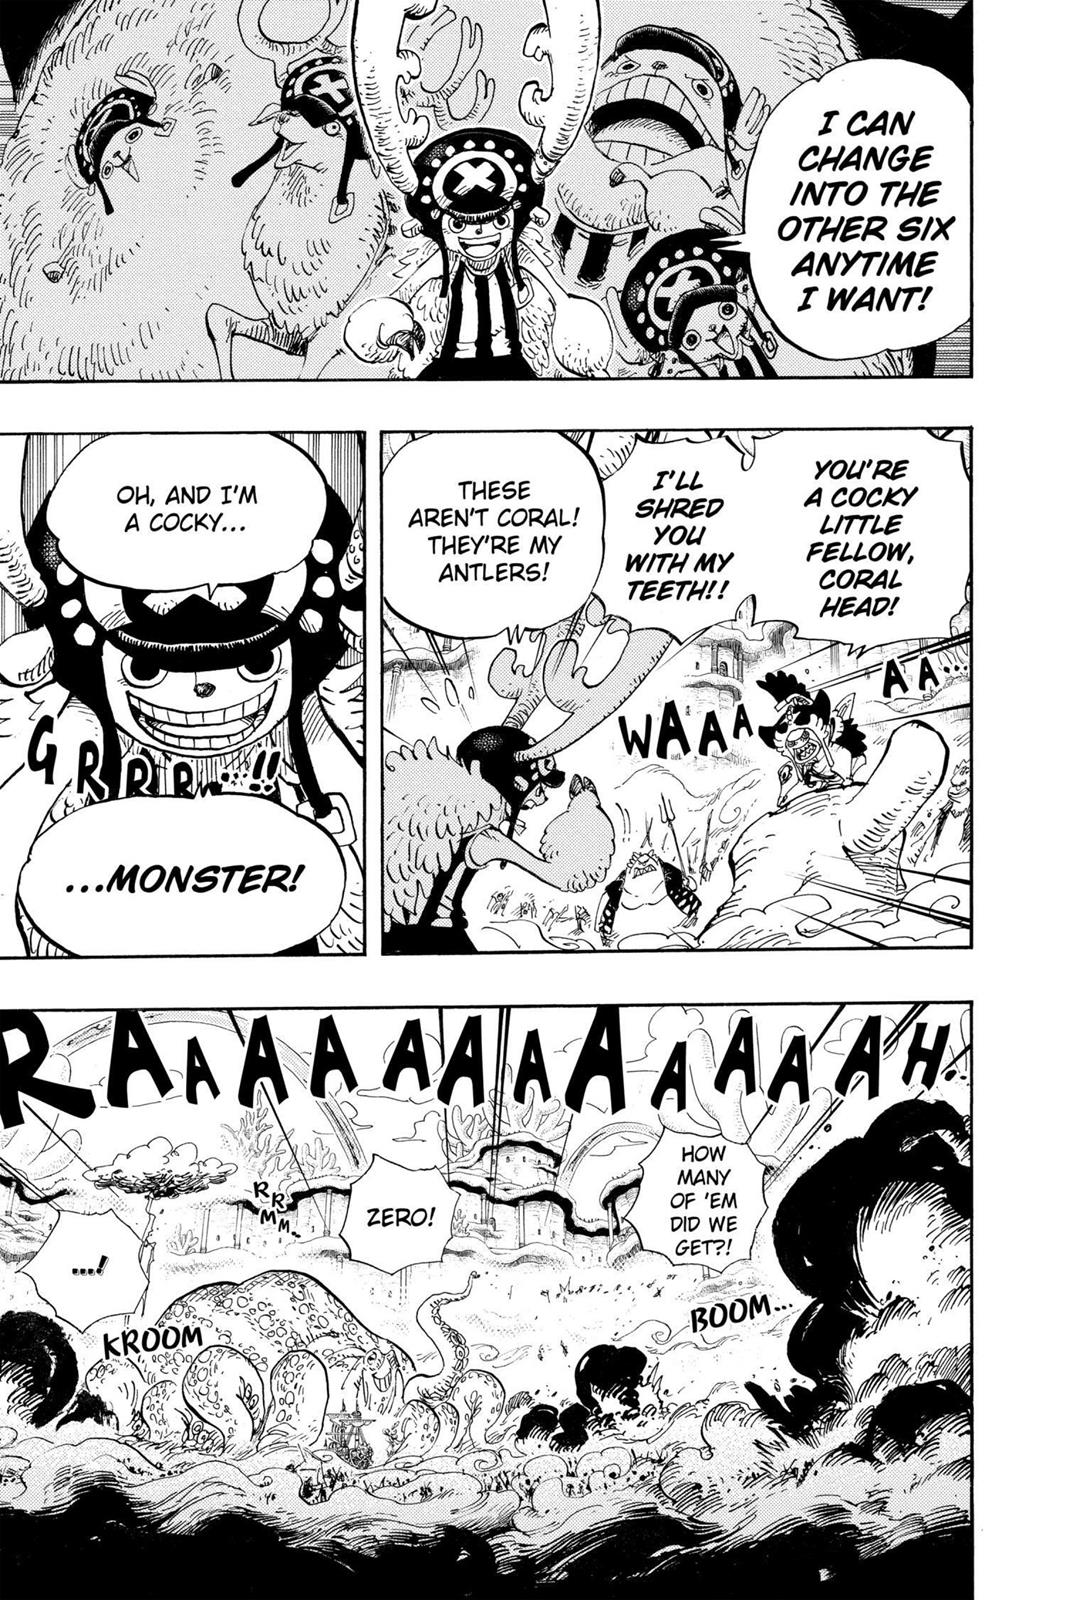 I CAN
CHANGE
INTO THE
OTHER SIX
ANYTIME
I WANT!
YOU'RE
A COCKY
LITTLE
FELLOW,
CORAL
HEAD!
I'LL
SHRED
YOU
WITH MY
TEETH!!
THESE
AREN'T CORAL!
THEY'RE MY
ANTLERS!
AA...
WAAAA
OH, AND I'M
A COCKY...
GRRRR...!!
...MONSTER!
RAAAAAAAAAAAAAH...
HOW
MANY
OF 'EM
DID WE
GET?!
BOOM...
ZERO!
RRMM...
...!
KROOM